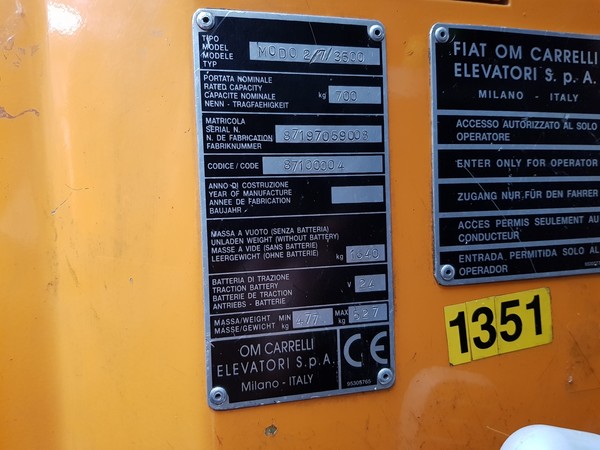 TIPO
MODEL
MODELE
TYP
MODO 2/7/3500
PORTATA NOMINALE
RATED CAPACITY
CAPACITE NOMINALE
NENN - TRAGFAEHIGKEIT
kg 700
MATRICOLA
SERIAL N.
N. DE FABRICATION
FABRIKNUMMER
CODICE / CODE
ANNO DI COSTRUZIONE
YEAR OF MANUFACTURE
ANNEE DE FABRICATION
BAUJAHR
MASSA A VUOTO (SENZA BATTERIA)
UNLADEN WEIGHT (WITHOUT BATTERY)
MASSE A VIDE (SANS BATTERIE)
LEERGEWICHT (OHNE BATTERIE)
kg 1340
BATTERIA DI TRAZIONE
TRACTION BATTERY
BATTERIE DE TRACTION
ANTRIEBS - BATTERIE
V 24
MASSA/WEIGHT MIN MAX
MASSE/GEWICHT kg 477 kg 527
OM CARRELLI
ELEVATORI S.p.A.
Milano - ITALY
CE
95308765
FIAT OM CARRELLI
ELEVATORI S. p. A.
MILANO - ITALY
ACCESSO AUTORIZZATO AL SOLO
OPERATORE
ENTER ONLY FOR OPERATOR
ZUGANG NUR FÜR DEN FAHRER
ACCES PERMIS SEULEMENT AU
CONDUCTEUR
ENTRADA PERMITIDA SOLO AL
OPERADOR
1351